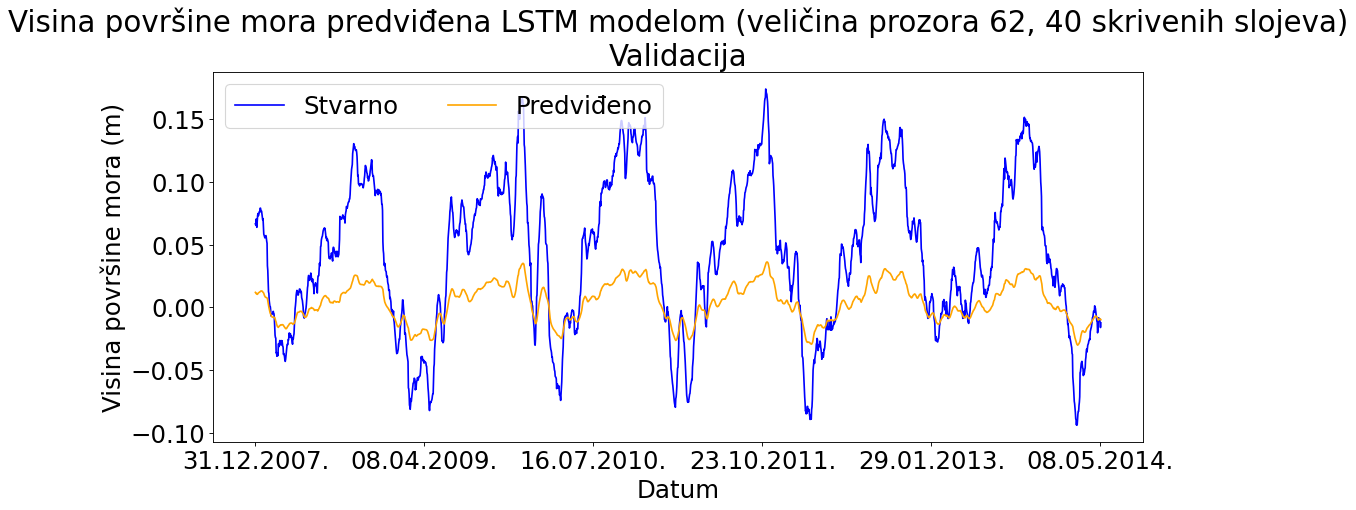 Visina površine mora predviđena LSTM modelom (veličina prozora 62, 40 skrivenih slojeva)
Validacija
Stvarno Predviđeno
Visina površine mora (m)
0.15
0.10
0.05
0.00
−0.05
−0.10
31.12.2007. 08.04.2009. 16.07.2010. 23.10.2011. 29.01.2013. 08.05.2014.
Datum